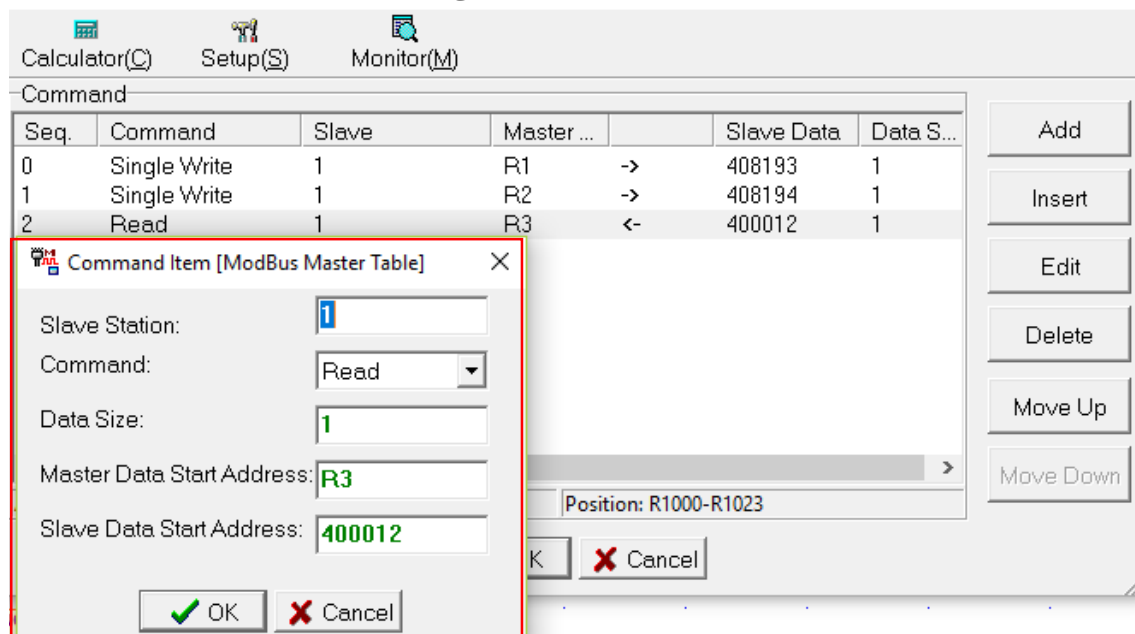 Calculator(C) Setup(S) Monitor(M)
Command
Seq. Command Slave Master ... Slave Data Data S...
0 Single Write 1 R1 -> 408193 1
1 Single Write 1 R2 -> 408194 1
2 Read 1 R3 <- 400012 1
Add
Insert
Edit
Delete
Move Up
Move Down
Command Item [ModBus Master Table]
Slave Station: 1
Command: Read
Data Size: 1
Master Data Start Address: R3
Slave Data Start Address: 400012
OK Cancel
Position: R1000-R1023
K Cancel